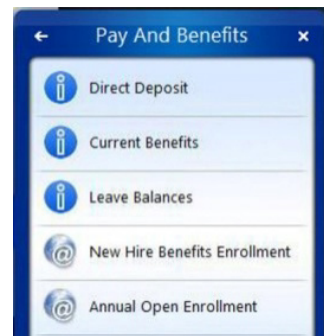 Pay And Benefits
Direct Deposit
Current Benefits
Leave Balances
New Hire Benefits Enrollment
Annual Open Enrollment